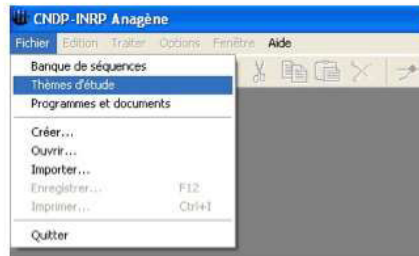 CNDP-INRP Anagène
Fichier Edition Traiter Options Fenêtre Aide
Banque de séquences
Thèmes d'étude
Programmes et documents
Créer...
Ouvrir...
Importer...
Enregistrer... F12
Imprimer... Ctrl+I
Quitter